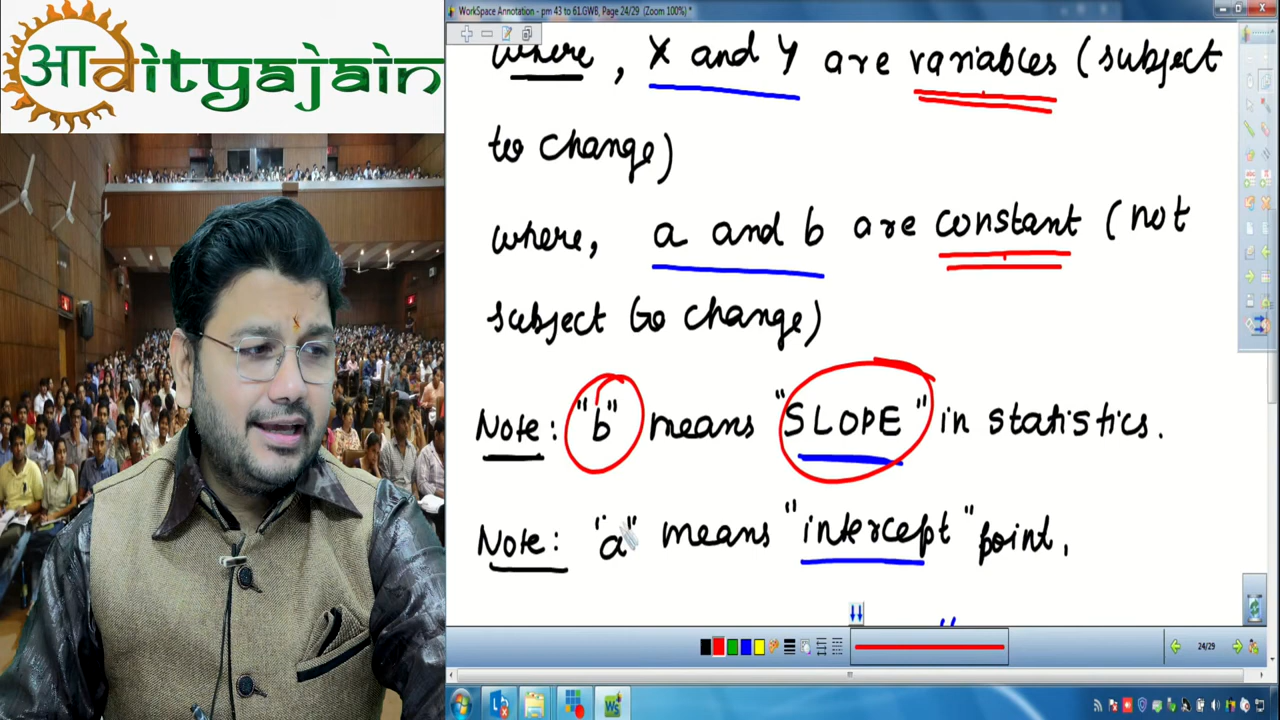 WorkSpace Annotation - pm 43 to 61.GWB, Page 24/29 (Zoom 100%) *
आdityajain
where, X and Y are variables (subject
to change)
where, a and b are constant (not
subject to change)
Note: "b" means "SLOPE" in statistics.
Note: "a" means "intercept" point.
24/29